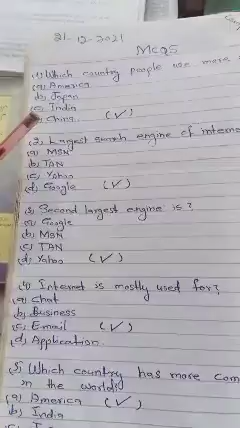 21-12-2021
MCQS
(1) Which country people use more
(a) America
(b) Japan
(c) India
China (✓)
(2) Largest search engine of interne
(a) MSN
(b) TAN
(c) Yahoo
(d) Google (✓)
(3) Second largest engine is?
(a) Google
(b) MSN
(c) TAN
(d) Yahoo (✓)
(4) Internet is mostly used for?
(a) Chat
(b) Business
(c) E-mail (✓)
(d) Application.
(5) Which country has more com
in the world?
(a) America (✓)
(b) India
(c)